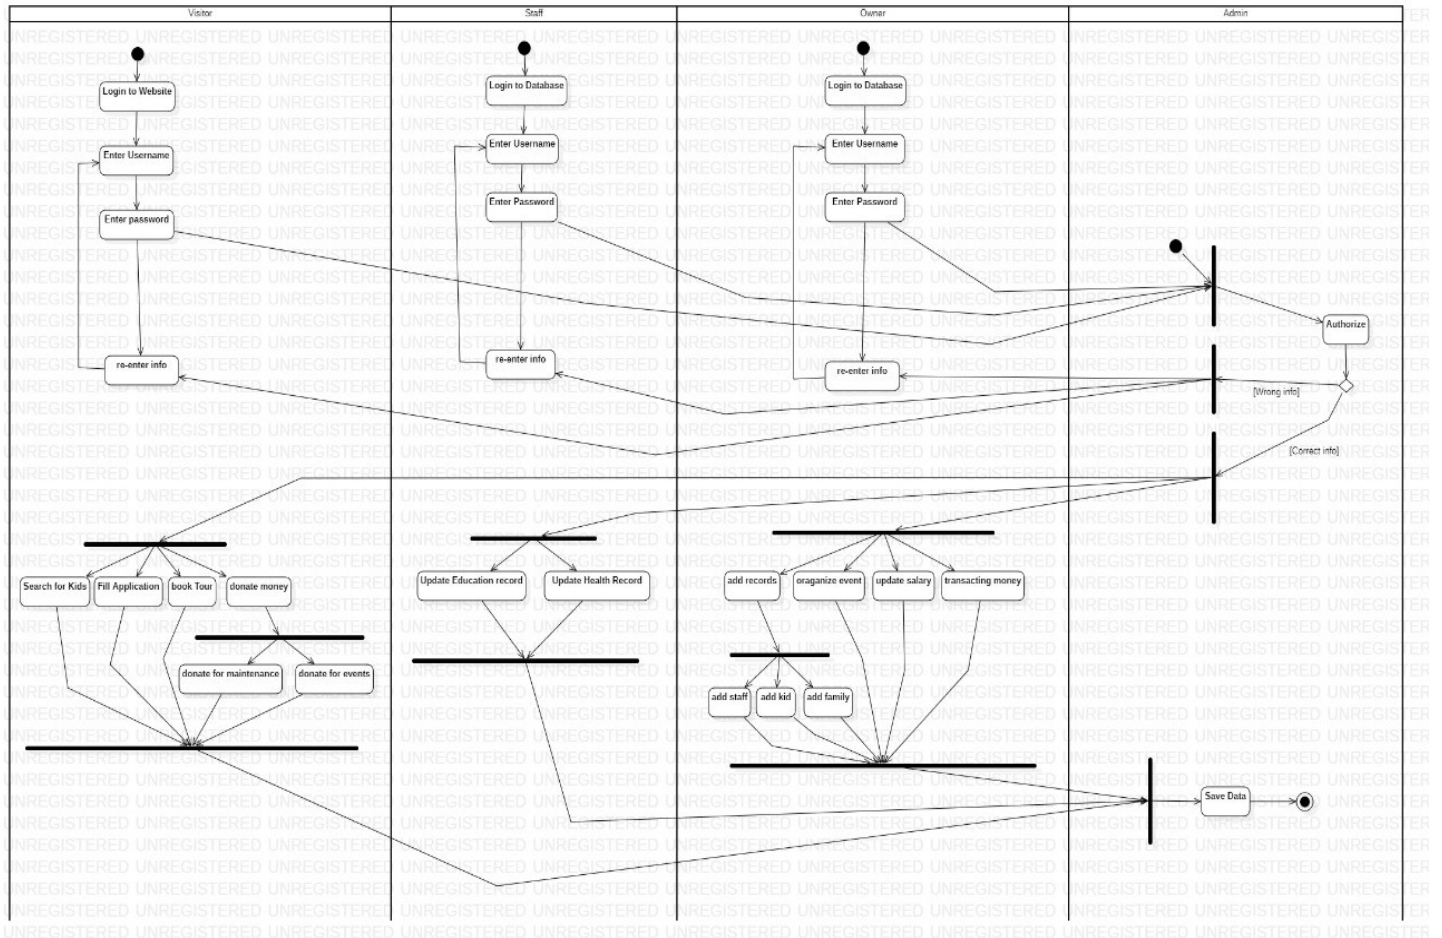 Visitor
Staff
Owner
Admin
Login to Website
Enter Username
Enter password
re-enter info
Login to Database
Enter Username
Enter Password
re-enter info
Login to Database
Enter Username
Enter Password
re-enter info
Authorize
[Wrong info]
[Correct info]
Search for Kids
Fill Application
book Tour
donate money
donate for maintenance
donate for events
Update Education record
Update Health Record
add records
oraganize event
update salary
transacting money
add staff
add kid
add family
Save Data
UNREGISTERED